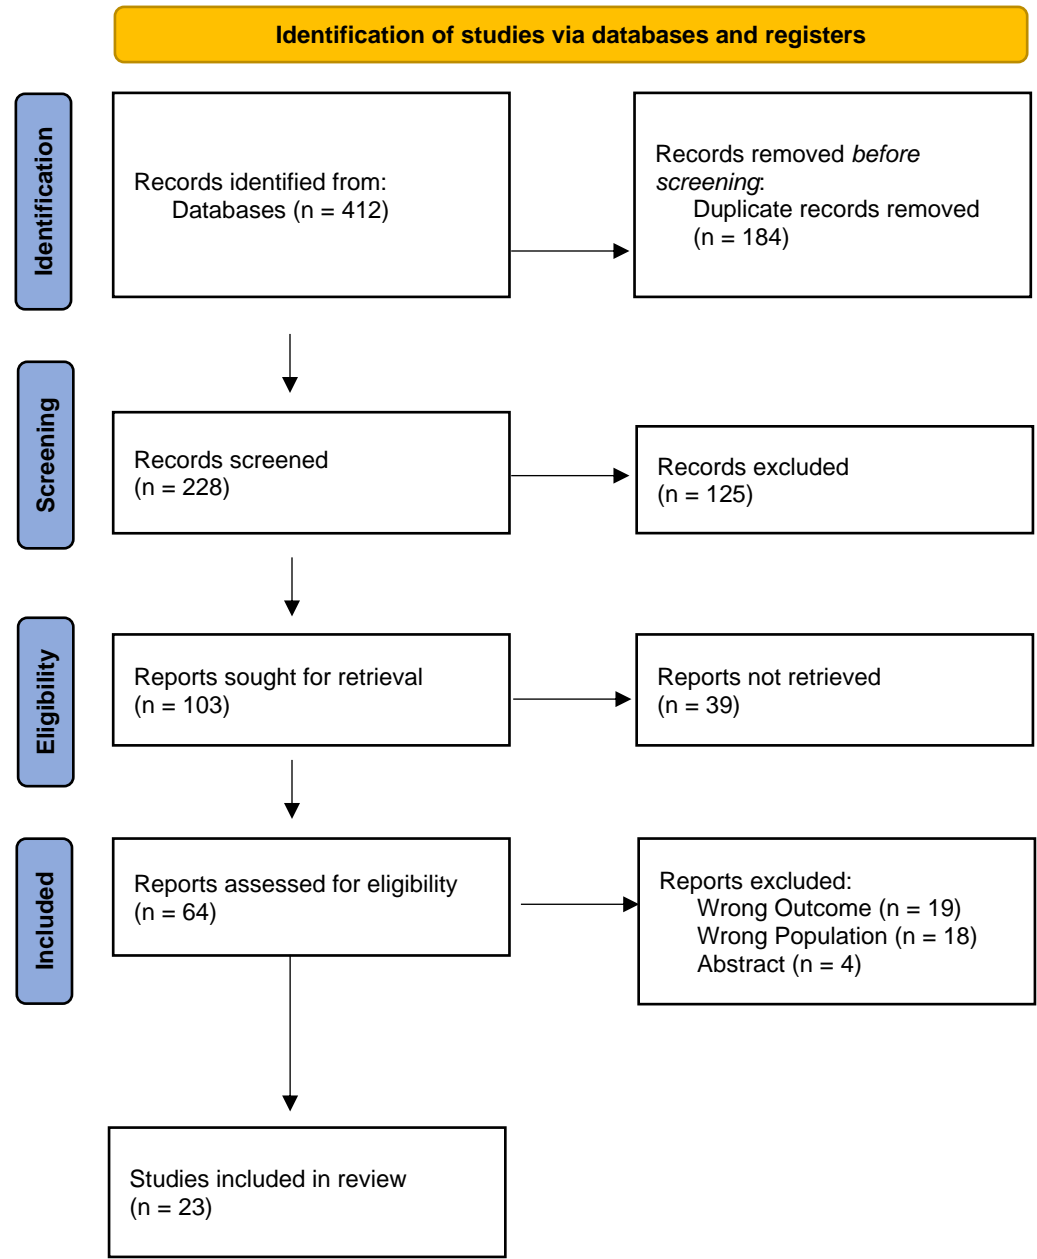 Identification of studies via databases and registers
Identification
Records identified from:
Databases (n = 412)
Records removed before
screening:
Duplicate records removed
(n = 184)
Screening
Records screened
(n = 228)
Records excluded
(n = 125)
Eligibility
Reports sought for retrieval
(n = 103)
Reports not retrieved
(n = 39)
Included
Reports assessed for eligibility
(n = 64)
Reports excluded:
Wrong Outcome (n = 19)
Wrong Population (n = 18)
Abstract (n = 4)
Studies included in review
(n = 23)